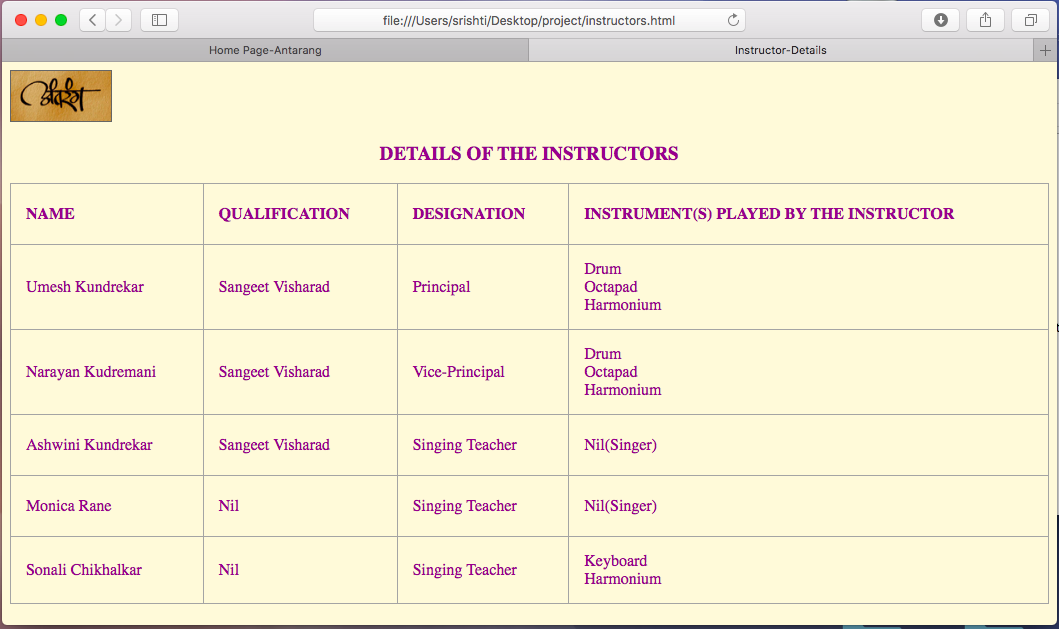 file:///Users/srishti/Desktop/project/instructors.html
Home Page-Antarang
Instructor-Details
अंतरंग
DETAILS OF THE INSTRUCTORS
NAME QUALIFICATION DESIGNATION INSTRUMENT(S) PLAYED BY THE INSTRUCTOR
Umesh Kundrekar Sangeet Visharad Principal Drum
Octapad
Harmonium
Narayan Kudremani Sangeet Visharad Vice-Principal Drum
Octapad
Harmonium
Ashwini Kundrekar Sangeet Visharad Singing Teacher Nil(Singer)
Monica Rane Nil Singing Teacher Nil(Singer)
Sonali Chikhalkar Nil Singing Teacher Keyboard
Harmonium